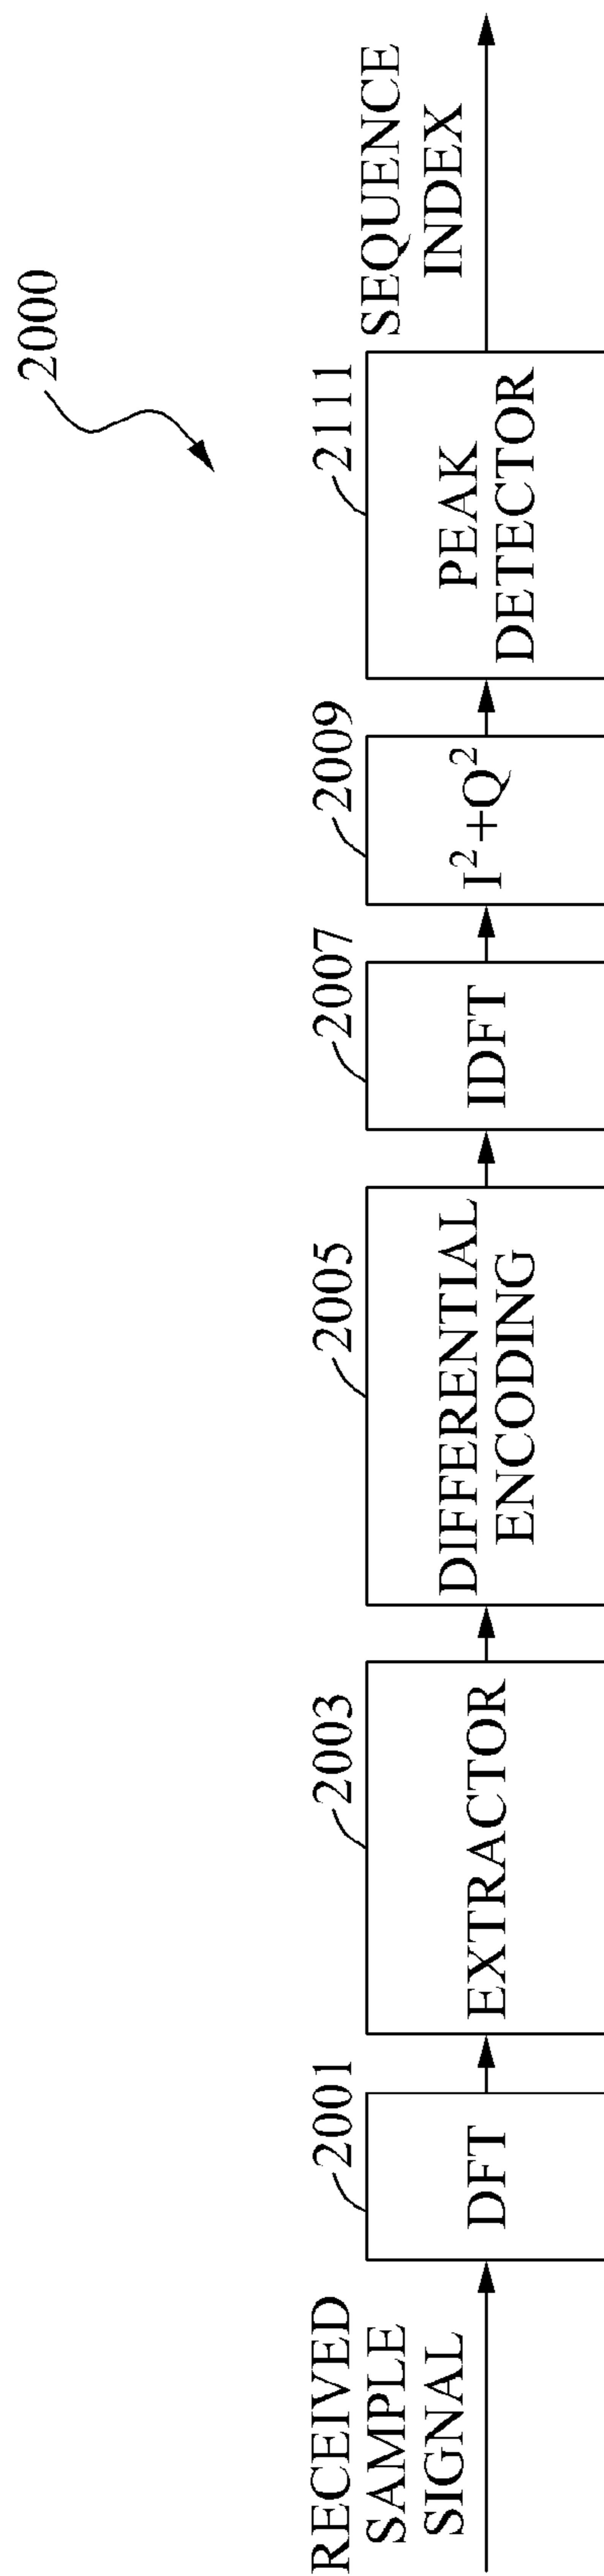 2000
RECEIVED
SAMPLE
SIGNAL
2001
DFT
2003
EXTRACTOR
2005
DIFFERENTIAL
ENCODING
2007
IDFT
2009
I²+Q²
2111
PEAK
DETECTOR
SEQUENCE
INDEX